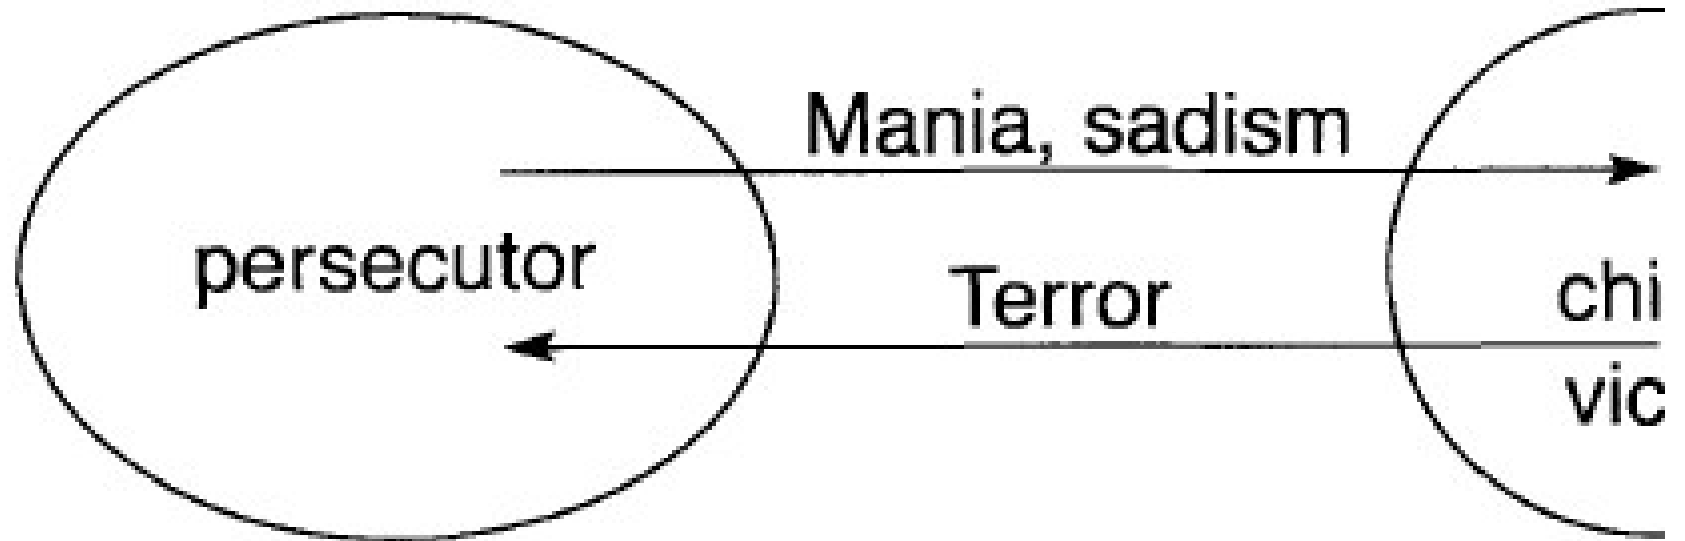 Mania, sadism
persecutor
Terror
chi
vic